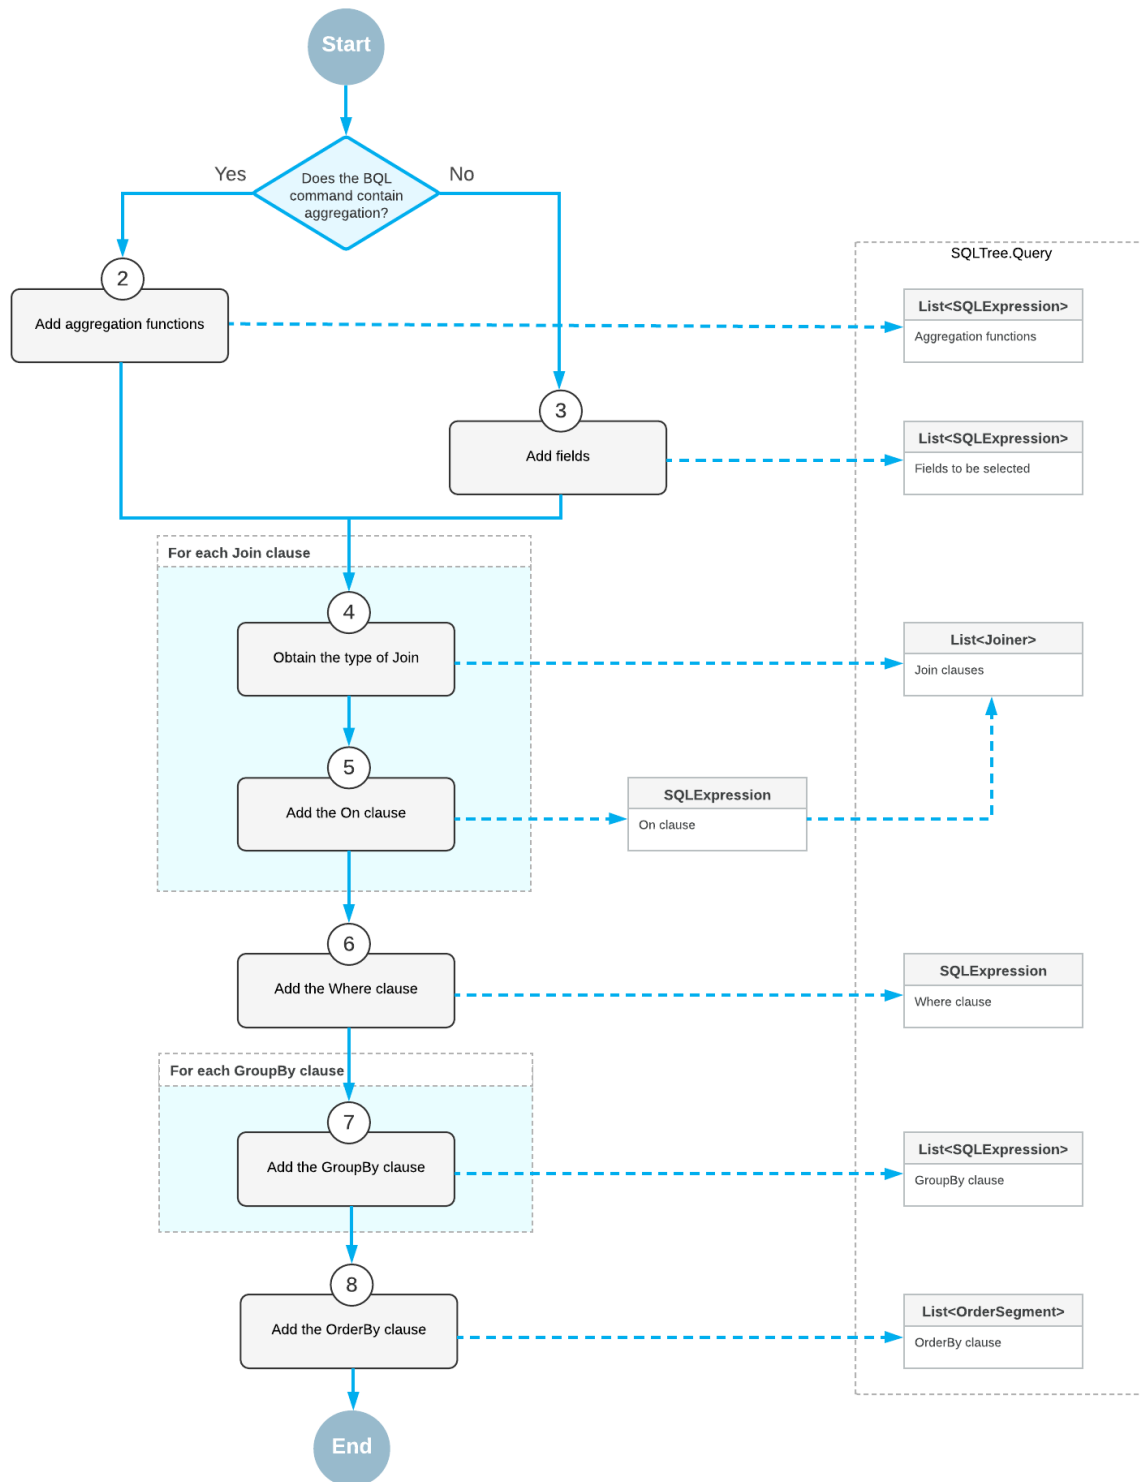 Start
Yes
No
Does the BQL
command contain
aggregation?
SQLTree.Query
2
Add aggregation functions
List<SQLExpression>
Aggregation functions
3
Add fields
List<SQLExpression>
Fields to be selected
For each Join clause
4
Obtain the type of Join
List<Joiner>
Join clauses
5
Add the On clause
SQLExpression
On clause
6
Add the Where clause
SQLExpression
Where clause
For each GroupBy clause
7
Add the GroupBy clause
List<SQLExpression>
GroupBy clause
8
Add the OrderBy clause
List<OrderSegment>
OrderBy clause
End